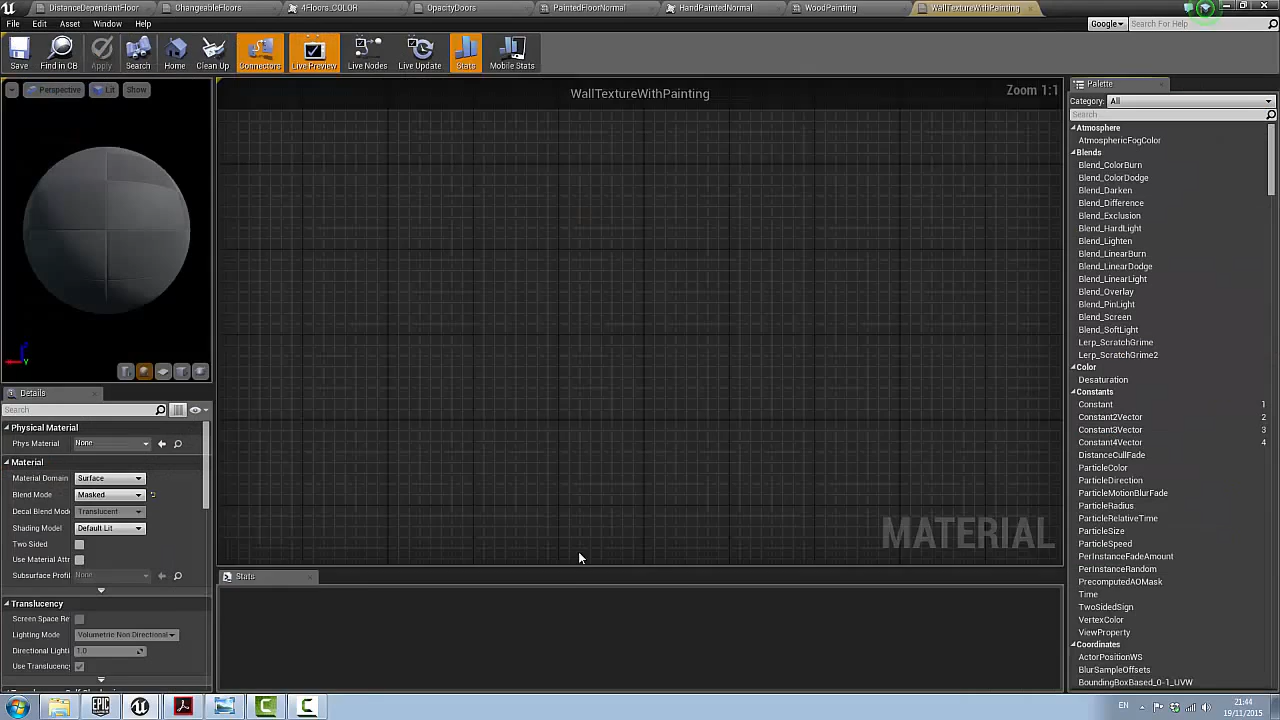 DistanceDependantFloor
ChangeableFloors
4Floors.COLOR
OpacityDoors
PaintedFloorNormal
HandPaintedNormal
WoodPainting
WallTextureWithPainting
File Edit Asset Window Help
Google
Search For Help
Save
Find in CB
Apply
Search
Home
Clean Up
Connectors
Live Preview
Live Nodes
Live Update
Stats
Mobile Stats
Perspective
Lit
Show
WallTextureWithPainting
Zoom 1:1
MATERIAL
Details
Search
Physical Material
Phys Material None
Material
Material Domain Surface
Blend Mode Masked
Decal Blend Mod Translucent
Shading Model Default Lit
Two Sided
Use Material Attr
Subsurface Profil None
Translucency
Screen Space Re
Lighting Mode Volumetric Non Directional
Directional Lighti 1.0
Use Translucency
Stats
Palette
Category: All
Search
Atmosphere
AtmosphericFogColor
Blends
Blend_ColorBurn
Blend_ColorDodge
Blend_Darken
Blend_Difference
Blend_Exclusion
Blend_HardLight
Blend_Lighten
Blend_LinearBurn
Blend_LinearDodge
Blend_LinearLight
Blend_Overlay
Blend_PinLight
Blend_Screen
Blend_SoftLight
Lerp_ScratchGrime
Lerp_ScratchGrime2
Color
Desaturation
Constants
Constant 1
Constant2Vector 2
Constant3Vector 3
Constant4Vector 4
DistanceCullFade
ParticleColor
ParticleDirection
ParticleMotionBlurFade
ParticleRadius
ParticleRelativeTime
ParticleSize
ParticleSpeed
PerInstanceFadeAmount
PerInstanceRandom
PrecomputedAOMask
Time
TwoSidedSign
VertexColor
ViewProperty
Coordinates
ActorPositionWS
BlurSampleOffsets
BoundingBoxBased_0-1_UVW
EPIC
EN
21:44
19/11/2015